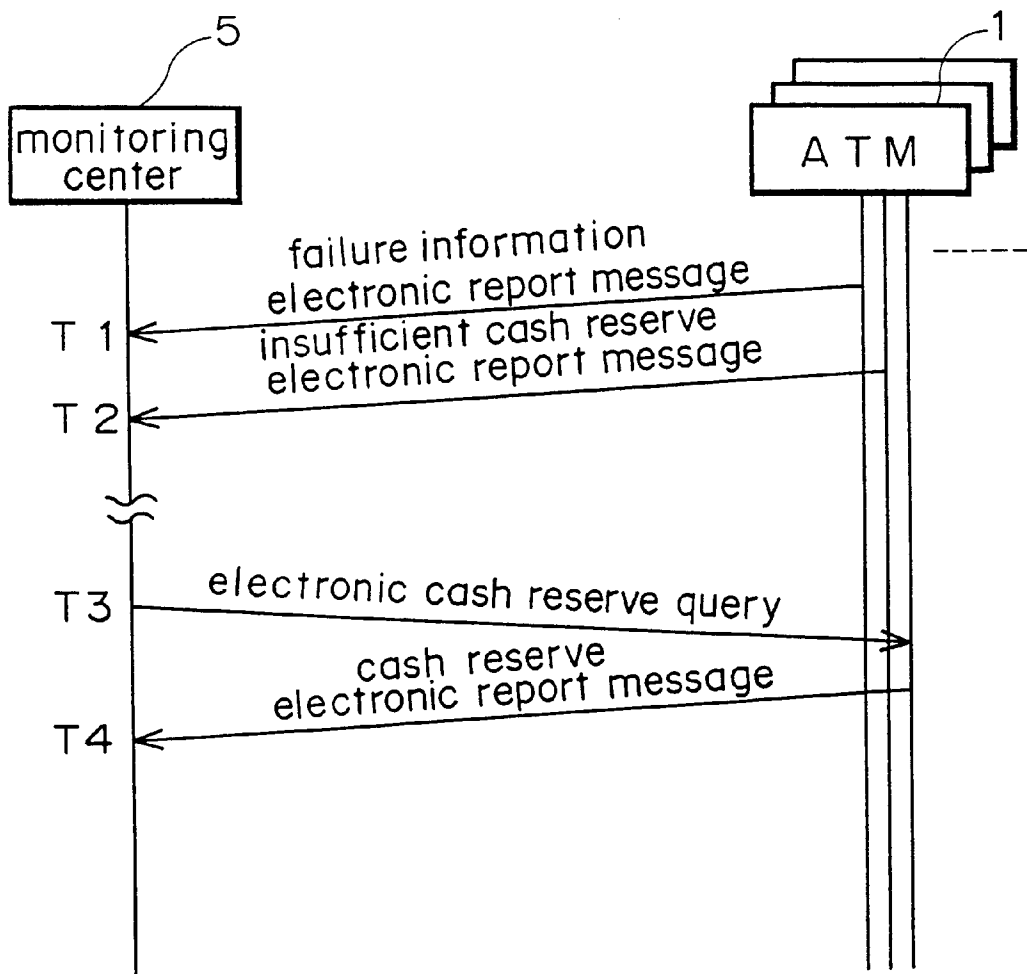 5
1
monitoring
center
ATM
failure information
electronic report message
T1
insufficient cash reserve
electronic report message
T2
T3
electronic cash reserve query
cash reserve
electronic report message
T4